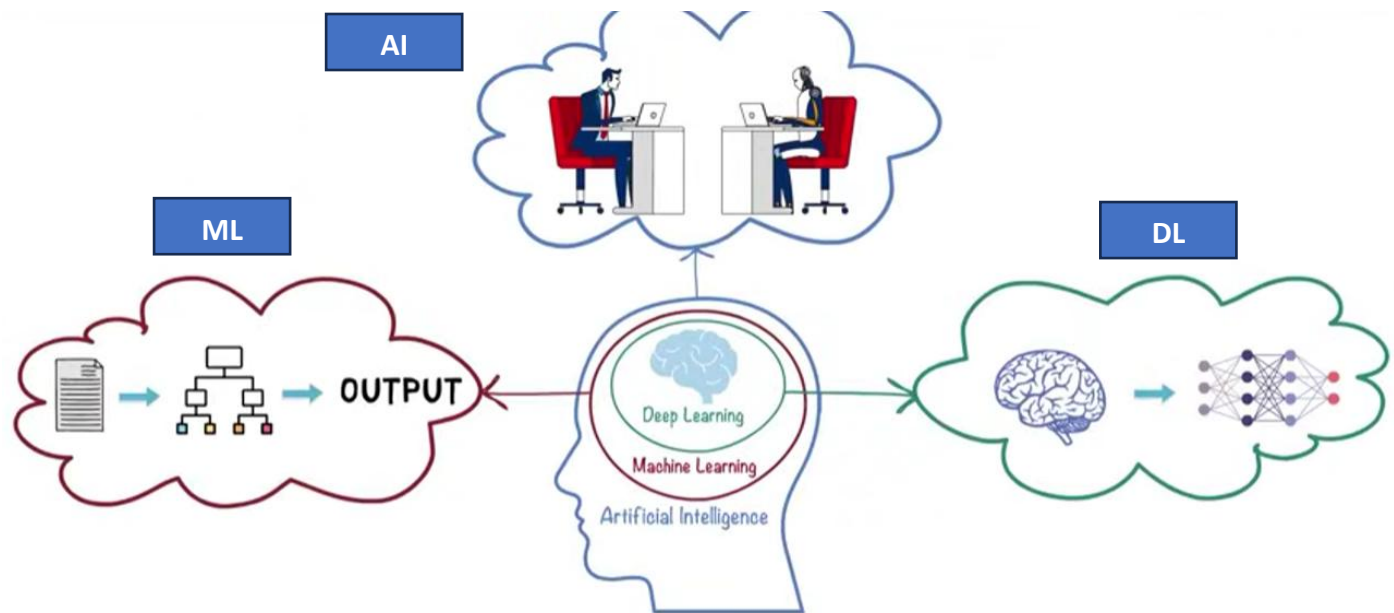 AI
ML
DL
OUTPUT
Deep Learning
Machine Learning
Artificial Intelligence